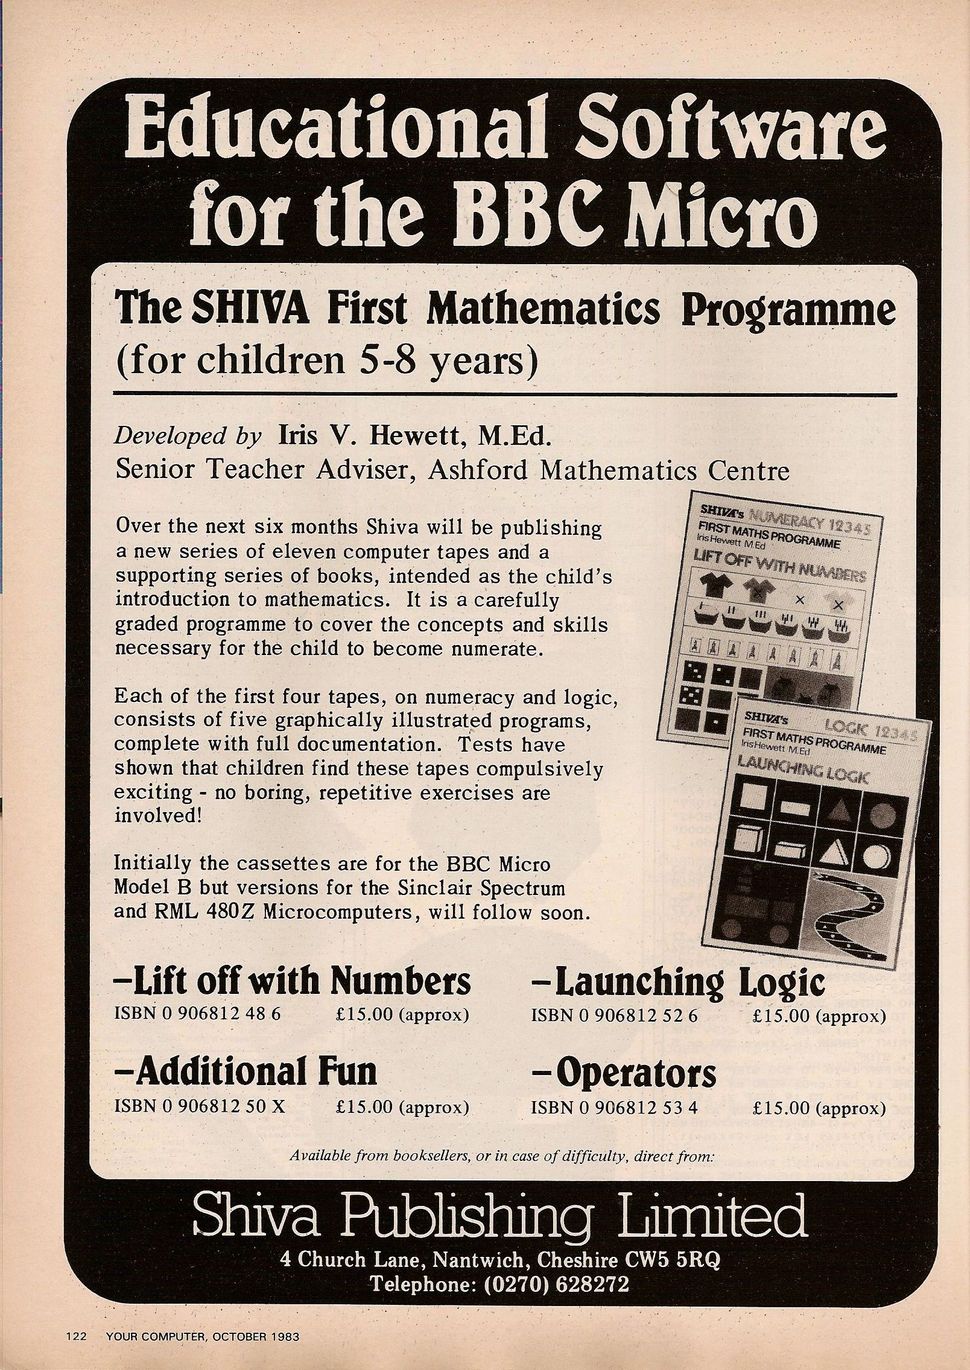 Educational Software
for the BBC Micro
The SHIVA First Mathematics Programme
(for children 5-8 years)
Developed by Iris V. Hewett, M.Ed.
Senior Teacher Adviser, Ashford Mathematics Centre
Over the next six months Shiva will be publishing
a new series of eleven computer tapes and a
supporting series of books, intended as the child's
introduction to mathematics. It is a carefully
graded programme to cover the concepts and skills
necessary for the child to become numerate.
Each of the first four tapes, on numeracy and logic,
consists of five graphically illustrated programs,
complete with full documentation. Tests have
shown that children find these tapes compulsively
exciting - no boring, repetitive exercises are
involved!
Initially the cassettes are for the BBC Micro
Model B but versions for the Sinclair Spectrum
and RML 480Z Microcomputers, will follow soon.
SHIVA's NUMERACY 12345
FIRST MATHS PROGRAMME
Iris Hewett M.Ed
LIFT OFF WITH NUMBERS
SHIVA's LOGIC 12345
FIRST MATHS PROGRAMME
Iris Hewett M.Ed
LAUNCHING LOGIC
–Lift off with Numbers
ISBN 0 906812 48 6 £15.00 (approx)
–Launching Logic
ISBN 0 906812 52 6 £15.00 (approx)
–Additional Fun
ISBN 0 906812 50 X £15.00 (approx)
–Operators
ISBN 0 906812 53 4 £15.00 (approx)
Available from booksellers, or in case of difficulty, direct from:
Shiva Publishing Limited
4 Church Lane, Nantwich, Cheshire CW5 5RQ
Telephone: (0270) 628272
122 YOUR COMPUTER, OCTOBER 1983